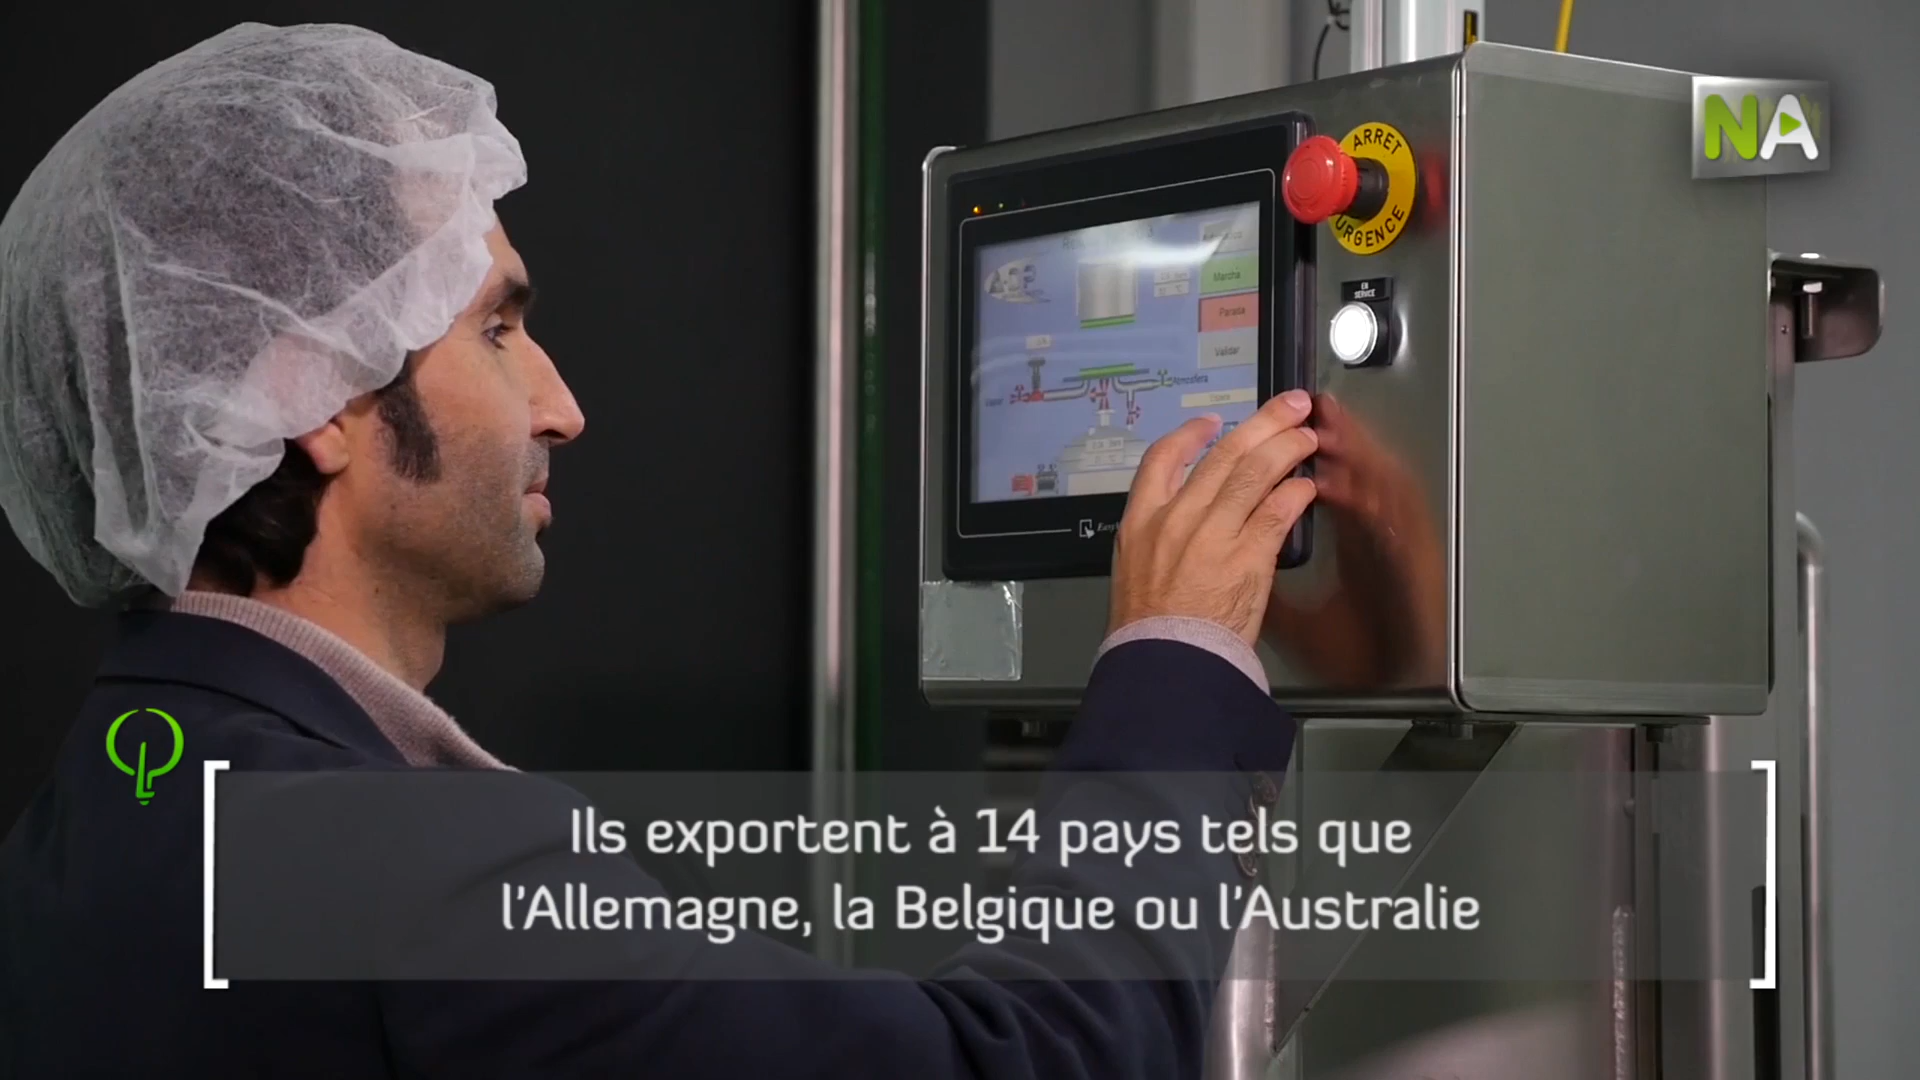 NA
ARRET
URGENCE
EN
SERVICE
Marcha
Parada
Validar
Atmosfera
Vapor
Ils exportent à 14 pays tels que
l'Allemagne, la Belgique ou l'Australie